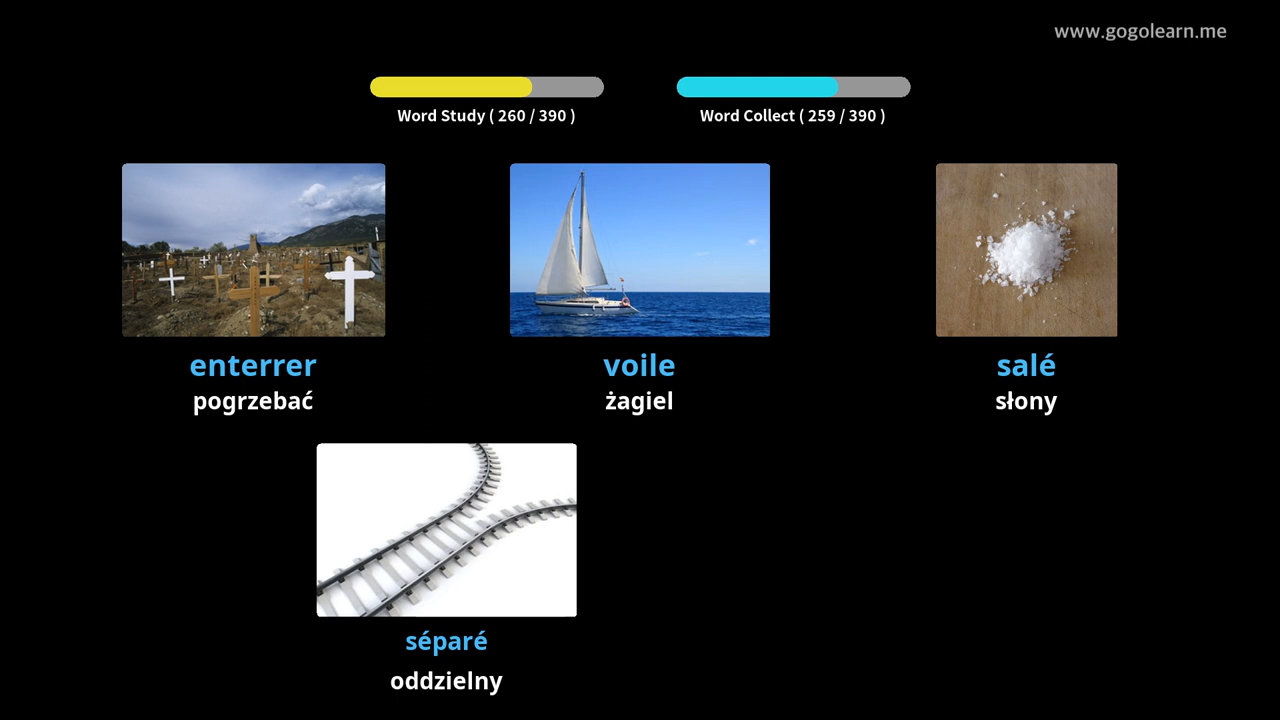 www.gogolearn.me
Word Study ( 260 / 390 )
Word Collect ( 259 / 390 )
enterrer
pogrzebać
voile
żagiel
salé
słony
séparé
oddzielny